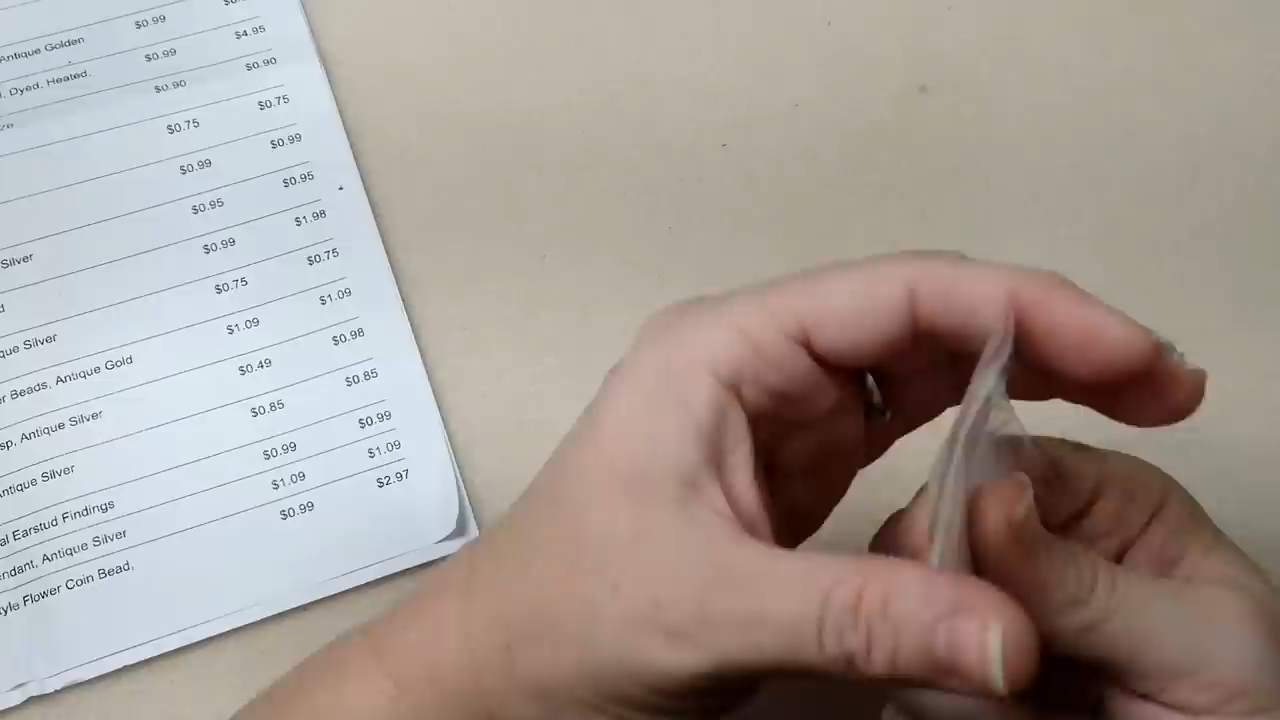 Antique Golden $0.99
Dyed, Heated. $0.99 $4.95
$0.90 $0.90
$0.75 $0.75
$0.99 $0.99
Silver $0.95 $0.95
$0.99 $1.98
que Silver $0.75 $0.75
r Beads, Antique Gold $1.09 $1.09
sp, Antique Silver $0.49 $0.98
ntique Silver $0.85 $0.85
al Earstud Findings $0.99 $0.99
ndant, Antique Silver $1.09 $1.09
yle Flower Coin Bead, $0.99 $2.97